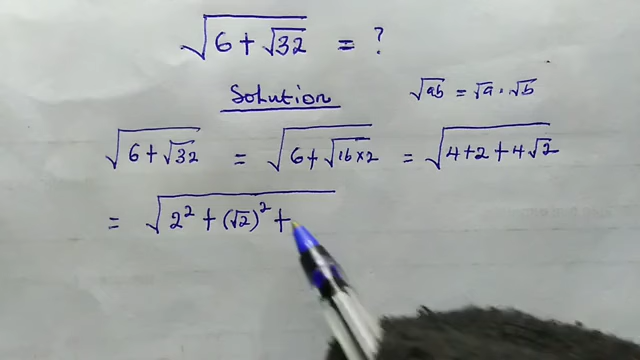 √(6 + √32) = ?
Solution
√ab = √a . √b
√(6 + √32) = √(6 + √(16 × 2)) = √(4 + 2 + 4√2)
= √(2² + (√2)² +